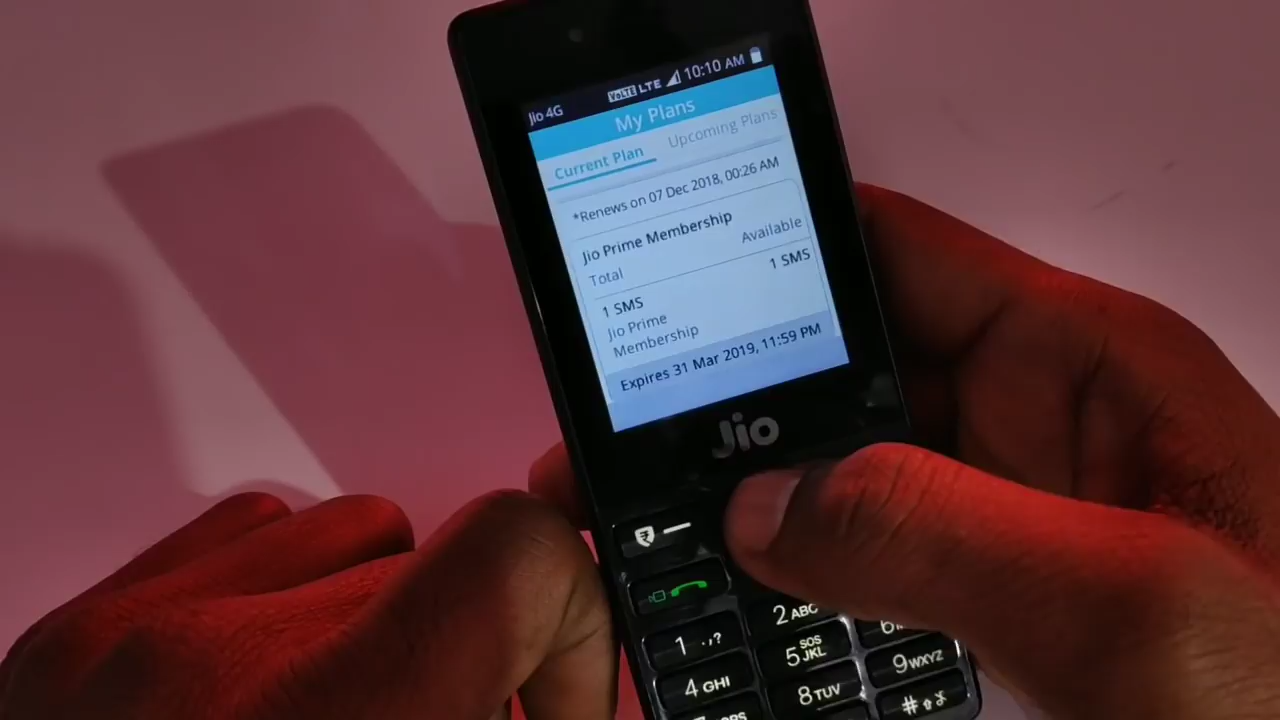 Jio 4G VoLTE LTE 10:10 AM
My Plans
Current Plan Upcoming Plans
*Renews on 07 Dec 2018, 00:26 AM
Jio Prime Membership
Total Available
1 SMS 1 SMS
Jio Prime
Membership
Expires 31 Mar 2019, 11:59 PM
Jio
₹
1 .,? 2 ABC
4 GHI 5 SOS JKL
8 TUV 9 WXYZ
#